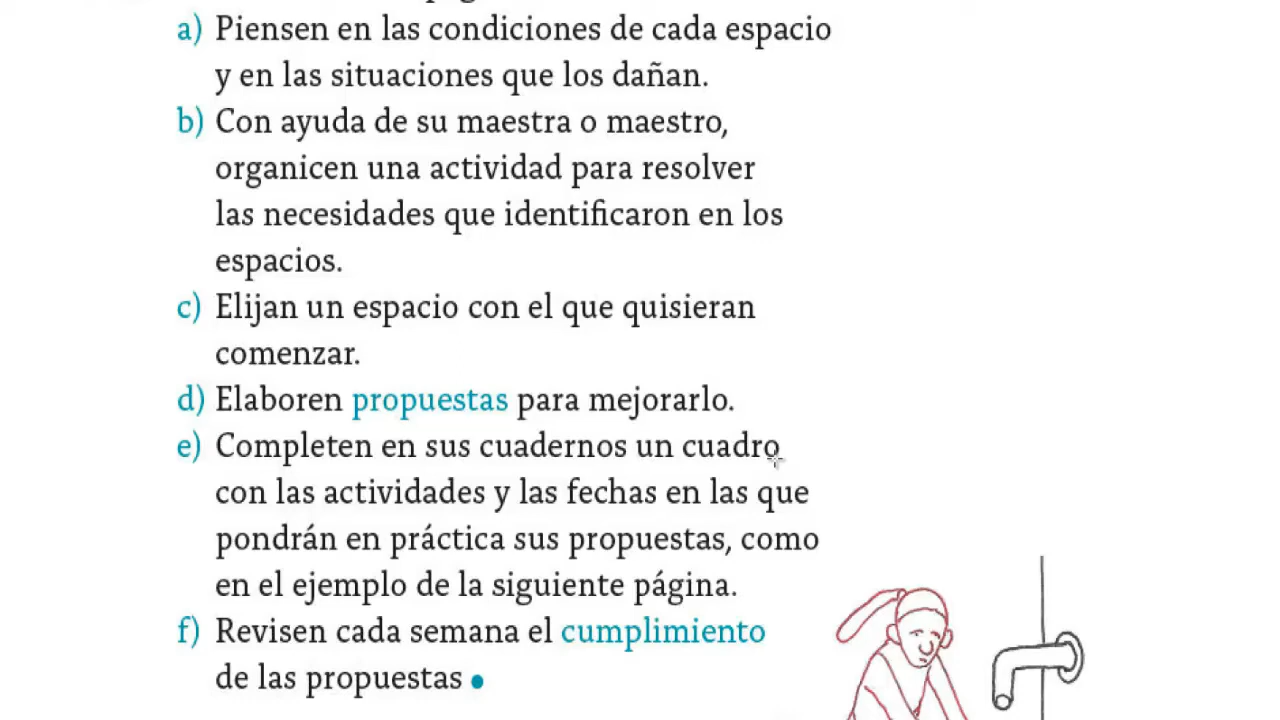 a) Piensen en las condiciones de cada espacio
y en las situaciones que los dañan.
b) Con ayuda de su maestra o maestro,
organicen una actividad para resolver
las necesidades que identificaron en los
espacios.
c) Elijan un espacio con el que quisieran
comenzar.
d) Elaboren propuestas para mejorarlo.
e) Completen en sus cuadernos un cuadro
con las actividades y las fechas en las que
pondrán en práctica sus propuestas, como
en el ejemplo de la siguiente página.
f) Revisen cada semana el cumplimiento
de las propuestas ●